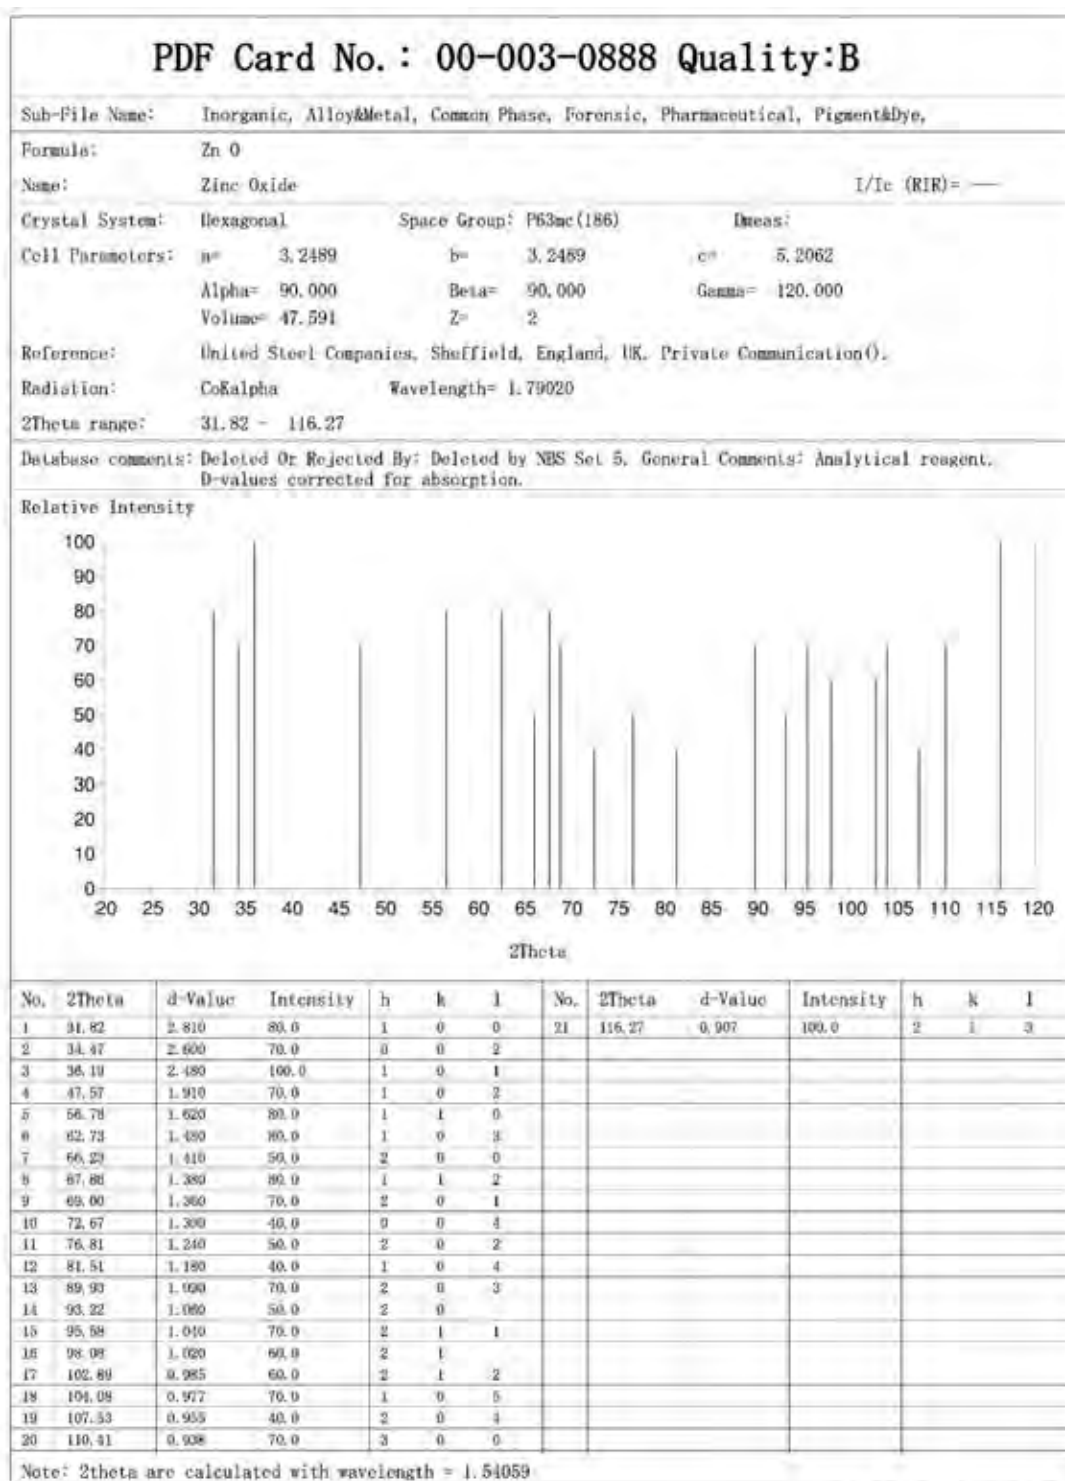 PDF Card No.: 00-003-0888 Quality:B
Sub-File Name: Inorganic, Alloy&Metal, Common Phase, Forensic, Pharmaceutical, Pigment&Dye,
Formula: Zn O
Name: Zinc Oxide I/Ic (RIR)= ---
Crystal System: Hexagonal Space Group: P63mc(186) Dmeas:
Cell Parameters: a= 3.2489 b= 3.2489 c= 5.2062
Alpha= 90.000 Beta= 90.000 Gamma= 120.000
Volume= 47.591 Z= 2
Reference: United Steel Companies, Sheffield, England, UK. Private Communication().
Radiation: CoKalpha Wavelength= 1.79020
2Theta range: 31.82 - 116.27
Database comments: Deleted Or Rejected By: Deleted by NBS Set 5, General Comments: Analytical reagent.
D-values corrected for absorption.
Relative Intensity
100
90
80
70
60
50
40
30
20
10
0
20 25 30 35 40 45 50 55 60 65 70 75 80 85 90 95 100 105 110 115 120
2Theta
No. 2Theta d-Value Intensity h k l No. 2Theta d-Value Intensity h k l
1 31.82 2.810 80.0 1 0 0 21 116.27 0.907 100.0 2 1 3
2 34.47 2.600 70.0 0 0 2
3 36.19 2.480 100.0 1 0 1
4 47.57 1.910 70.0 1 0 2
5 56.78 1.620 80.0 1 1 0
6 62.73 1.480 80.0 1 0 3
7 66.23 1.410 50.0 2 0 0
8 67.86 1.380 80.0 1 1 2
9 69.00 1.360 70.0 2 0 1
10 72.67 1.300 40.0 0 0 4
11 76.81 1.240 50.0 2 0 2
12 81.51 1.180 40.0 1 0 4
13 89.93 1.090 70.0 2 0 3
14 93.22 1.060 50.0 2 0
15 95.58 1.040 70.0 2 1 1
16 98.08 1.020 60.0 2 1
17 102.89 0.985 60.0 2 1 2
18 104.08 0.977 70.0 1 0 5
19 107.53 0.955 40.0 2 0 4
20 110.41 0.938 70.0 3 0 0
Note: 2theta are calculated with wavelength = 1.54059